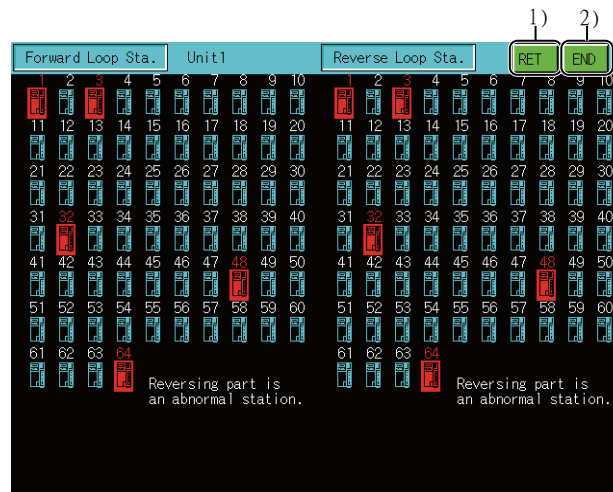 1) 2)
Forward Loop Sta. Unit1 Reverse Loop Sta. RET END
1 2 3 4 5 6 7 8 9 10 1 2 3 4 5 6 7 8 9 10
11 12 13 14 15 16 17 18 19 20 11 12 13 14 15 16 17 18 19 20
21 22 23 24 25 26 27 28 29 30 21 22 23 24 25 26 27 28 29 30
31 32 33 34 35 36 37 38 39 40 31 32 33 34 35 36 37 38 39 40
41 42 43 44 45 46 47 48 49 50 41 42 43 44 45 46 47 48 49 50
51 52 53 54 55 56 57 58 59 60 51 52 53 54 55 56 57 58 59 60
61 62 63 64 61 62 63 64
Reversing part is Reversing part is
an abnormal station. an abnormal station.